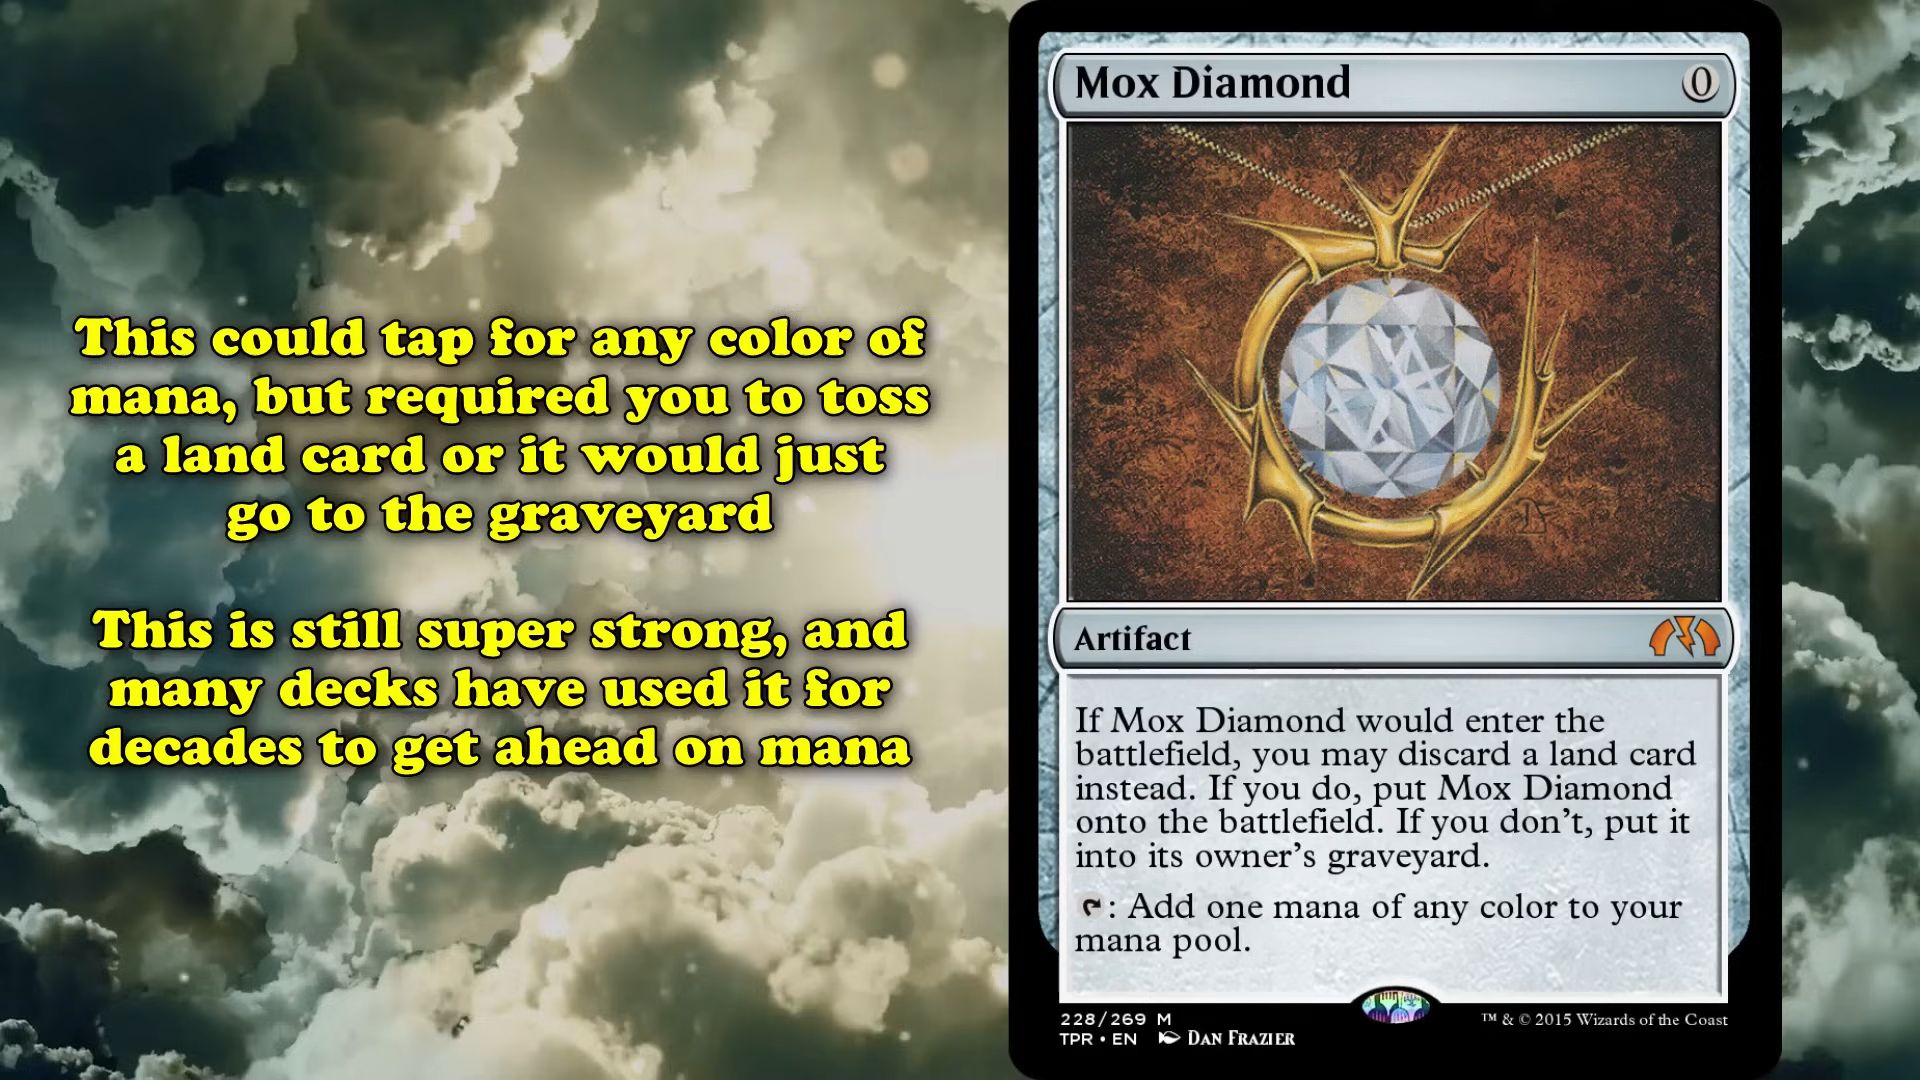 This could tap for any color of
mana, but required you to toss
a land card or it would just
go to the graveyard
This is still super strong, and
many decks have used it for
decades to get ahead on mana
Mox Diamond 0
Artifact
If Mox Diamond would enter the
battlefield, you may discard a land card
instead. If you do, put Mox Diamond
onto the battlefield. If you don't, put it
into its owner's graveyard.
: Add one mana of any color to your
mana pool.
228/269 M
TPR • EN DAN FRAZIER
™ & © 2015 Wizards of the Coast